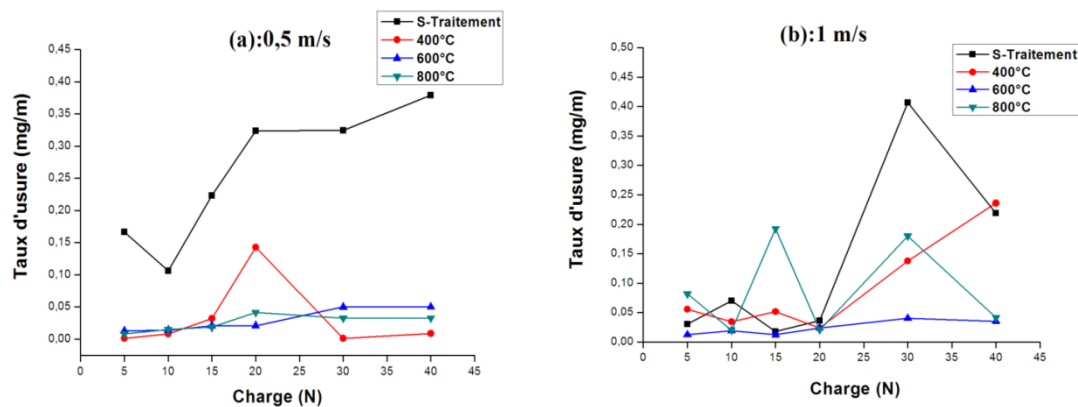 (a):0,5 m/s
S-Traitement
400°C
600°C
800°C
Taux d'usure (mg/m)
0,45
0,40
0,35
0,30
0,25
0,20
0,15
0,10
0,05
0,00
0 5 10 15 20 25 30 35 40 45
Charge (N)
(b):1 m/s
S-Traitement
400°C
600°C
800°C
Taux d'usure (mg/m)
0,50
0,45
0,40
0,35
0,30
0,25
0,20
0,15
0,10
0,05
0,00
0 5 10 15 20 25 30 35 40 45
Charge (N)